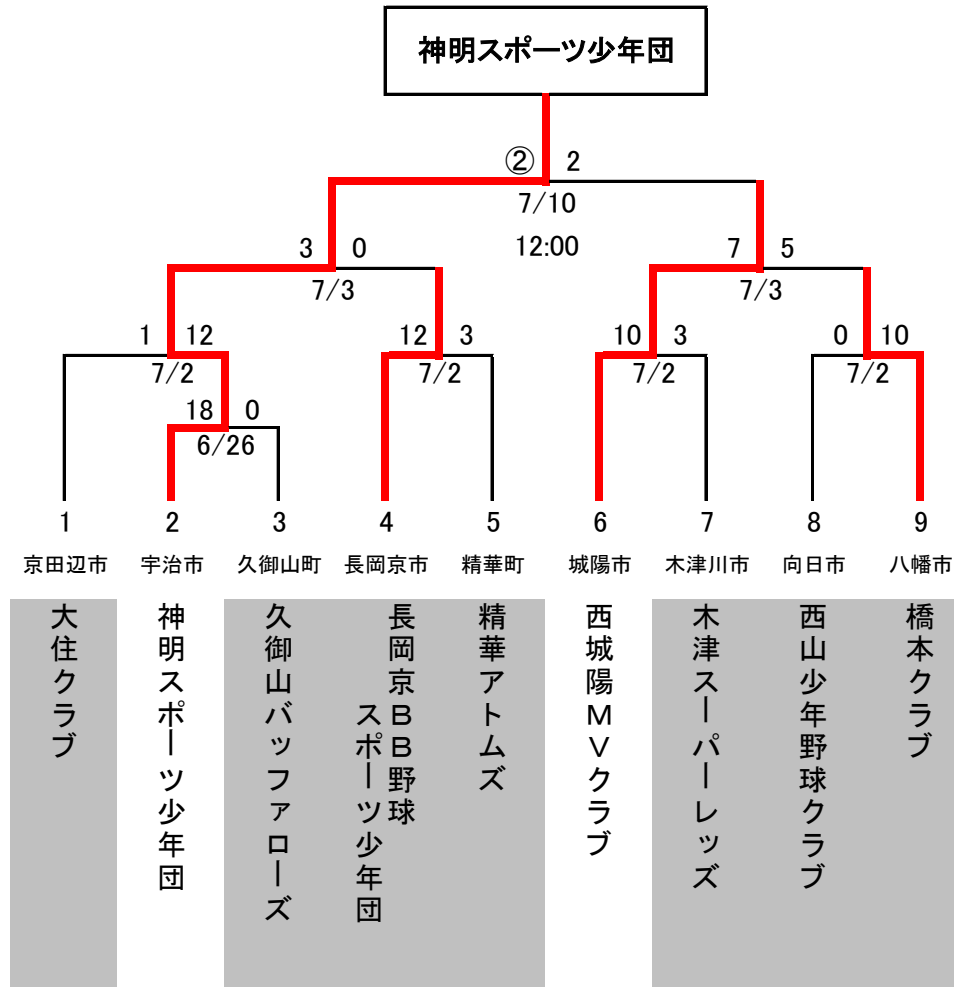 神明スポーツ少年団
② 2
7/10
12:00
3 0
7/3
7 5
7/3
1 12
7/2
12 3
7/2
10 3
7/2
0 10
7/2
18 0
6/26
1 2 3 4 5 6 7 8 9
京田辺市 宇治市 久御山町 長岡京市 精華町 城陽市 木津川市 向日市 八幡市
大住クラブ
神明スポーツ少年団
久御山バッファローズ
長岡京BB野球
スポーツ少年団
精華アトムズ
西城陽MVクラブ
木津スーパーレッズ
西山少年野球クラブ
橋本クラブ